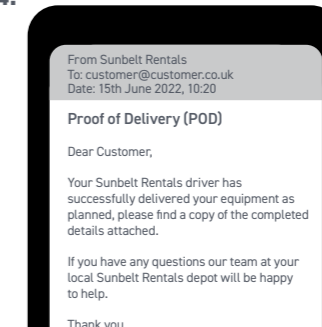 4.
From Sunbelt Rentals
To: customer@customer.co.uk
Date: 15th June 2022, 10:20
Proof of Delivery (POD)
Dear Customer,
Your Sunbelt Rentals driver has
successfully delivered your equipment as
planned, please find a copy of the completed
details attached.
If you have any questions our team at your
local Sunbelt Rentals depot will be happy
to help.
Thank you